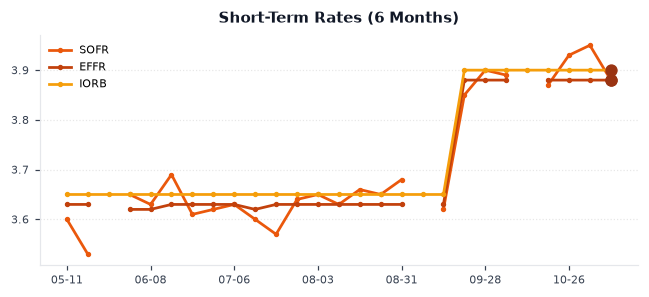 Short-Term Rates (6 Months)
SOFR
EFFR
IORB
3.9
3.8
3.7
3.6
05-11 06-08 07-06 08-03 08-31 09-28 10-26